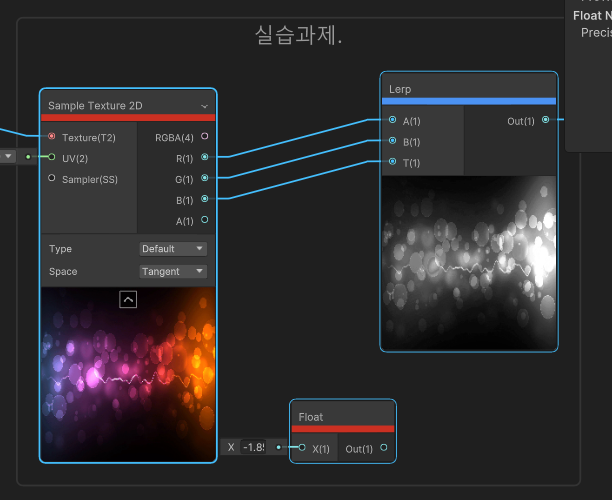 실습과제.
Float N
Precis
Sample Texture 2D
Texture(T2)
RGBA(4)
UV(2)
R(1)
Sampler(SS)
G(1)
B(1)
A(1)
Type
Default
Space
Tangent
Lerp
A(1)
Out(1)
B(1)
T(1)
Float
X -1.8
X(1)
Out(1)